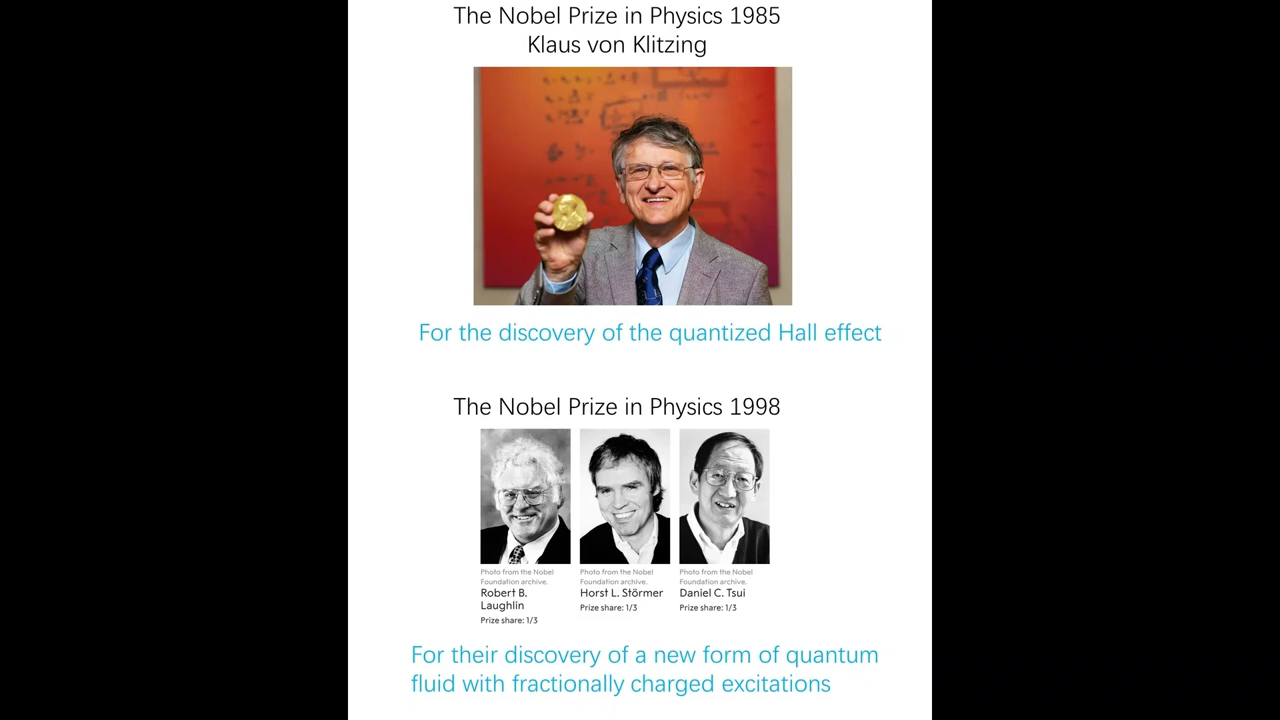 The Nobel Prize in Physics 1985
Klaus von Klitzing
For the discovery of the quantized Hall effect
The Nobel Prize in Physics 1998
Photo from the Nobel
Foundation archive.
Robert B.
Laughlin
Prize share: 1/3
Photo from the Nobel
Foundation archive.
Horst L. Störmer
Prize share: 1/3
Photo from the Nobel
Foundation archive.
Daniel C. Tsui
Prize share: 1/3
For their discovery of a new form of quantum
fluid with fractionally charged excitations